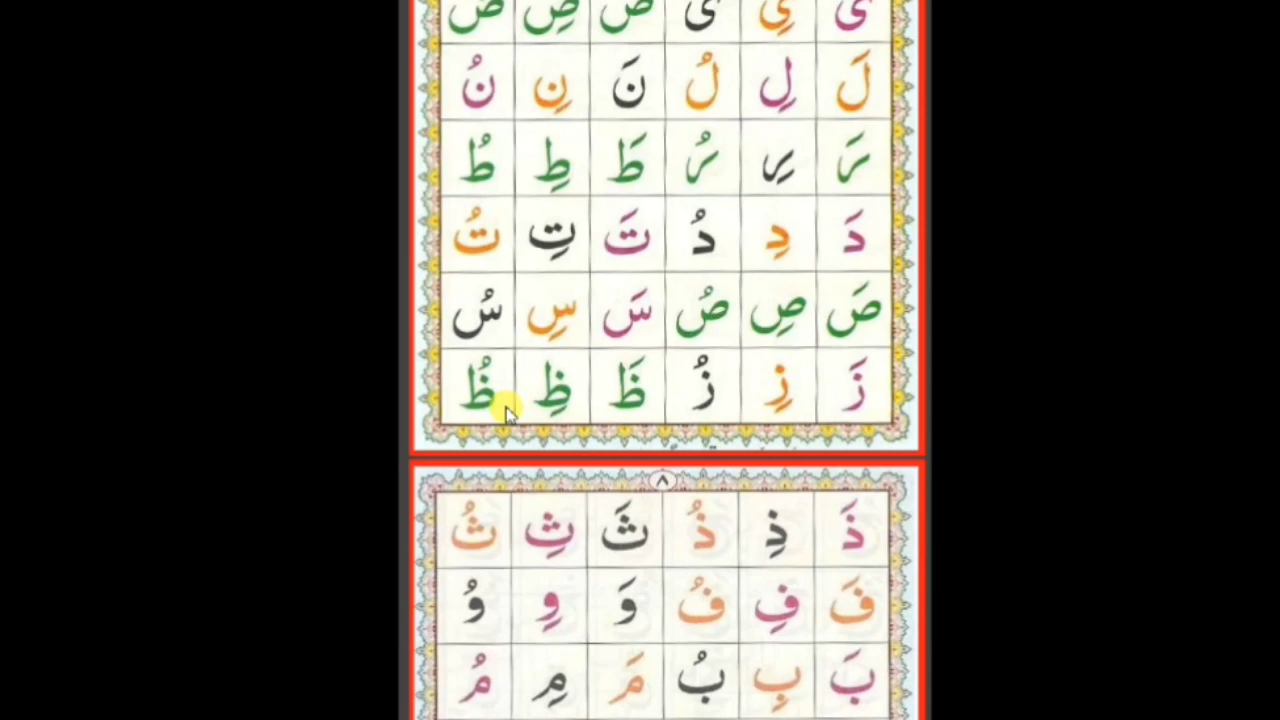 یَ یِ یُ ضَ ضِ ضُ
لَ لِ لُ نَ نِ نُ
رَ رِ رُ طَ طِ طُ
دَ دِ دُ تَ تِ تُ
صَ صِ صُ سَ سِ سُ
زَ زِ زُ ظَ ظِ ظُ
٨
ذَ ذِ ذُ ثَ ثِ ثُ
فَ فِ فُ وَ وِ وُ
بَ بِ بُ مَ مِ مُ